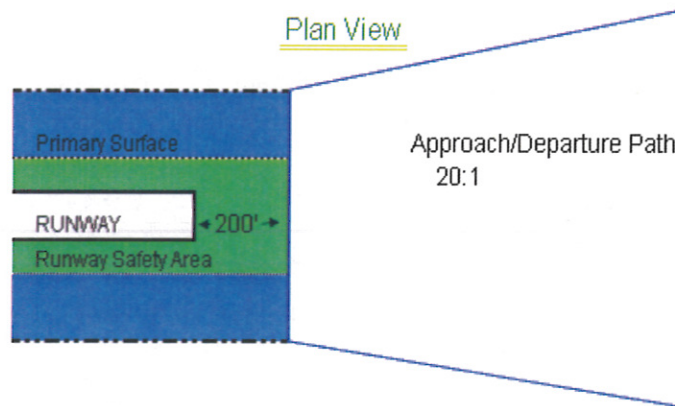 Plan View
Primary Surface
Approach/Departure Path
20:1
RUNWAY
200'
Runway Safety Area